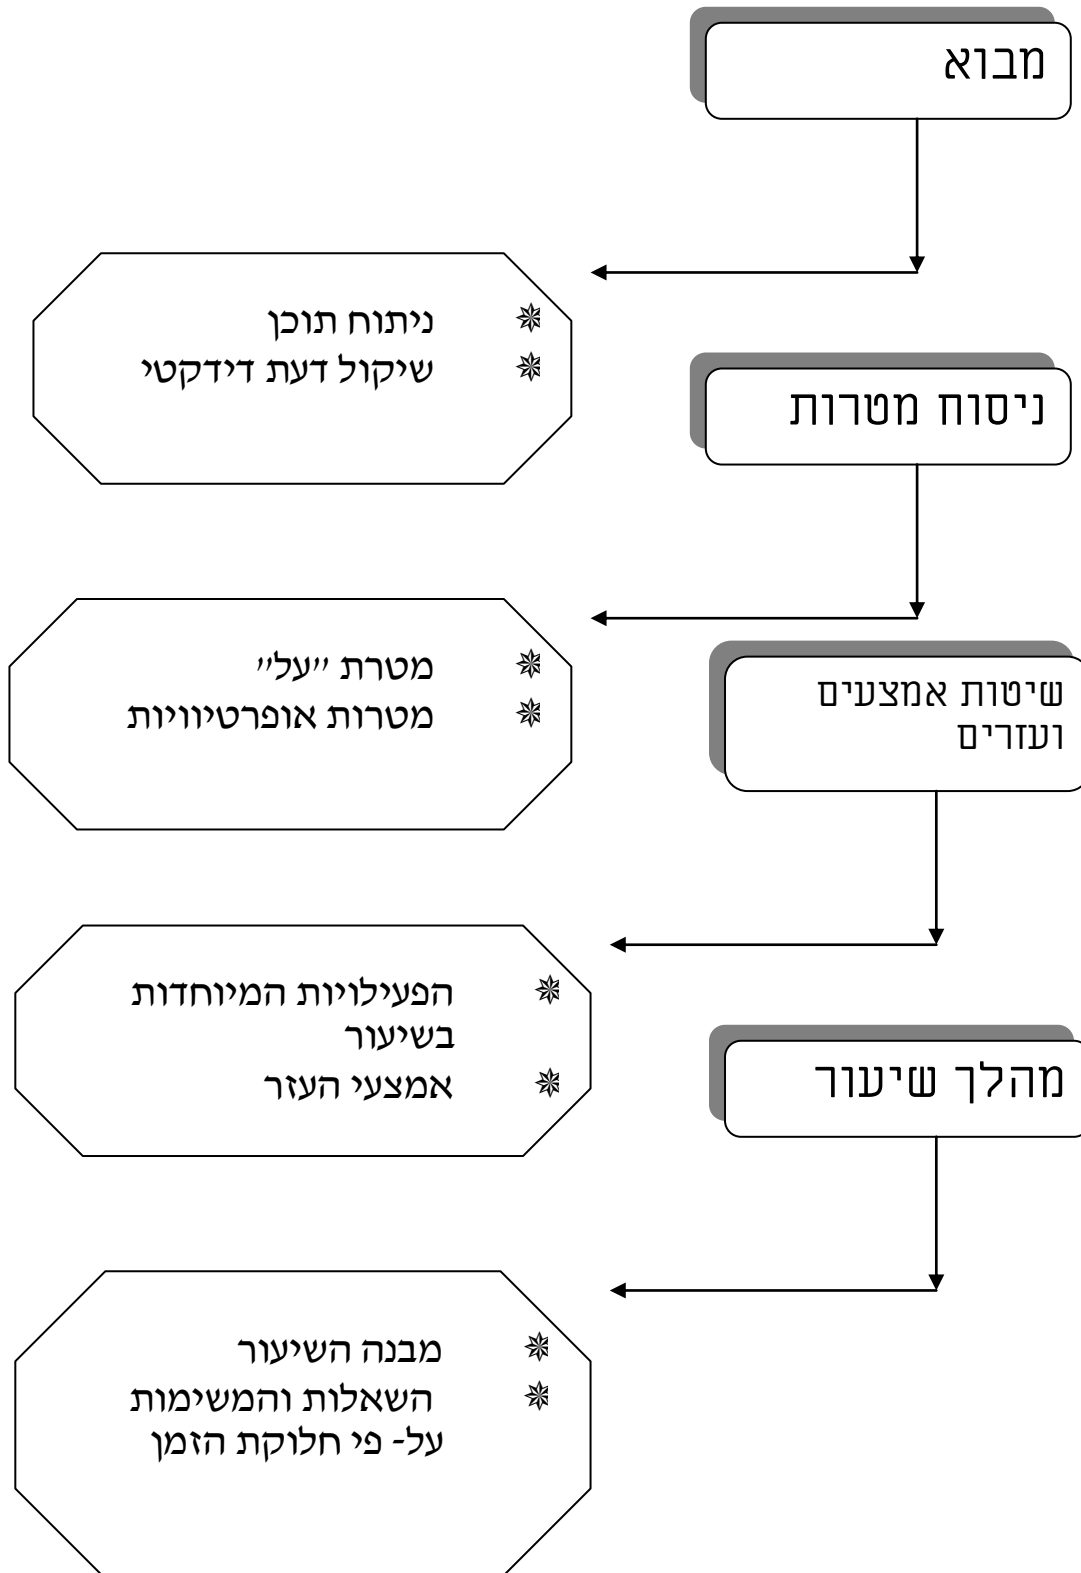 מבוא
ניתוח תוכן
שיקול דעת דידקטי
ניסוח מטרות
מטרת ״על״
מטרות אופרטיוויות
שיטות אמצעים
ועזרים
הפעילויות המיוחדות
בשיעור
אמצעי העזר
מהלך שיעור
מבנה השיעור
השאלות והמשימות
על- פי חלוקת הזמן